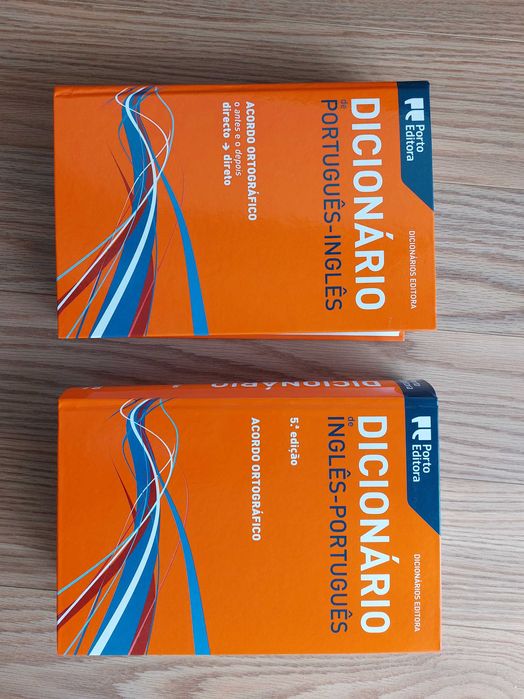 Porto
Editora
DICIONÁRIOS EDITORA
DICIONÁRIO
de
PORTUGUÊS-INGLÊS
ACORDO ORTOGRÁFICO
o antes e o depois
directo → direto
Porto
Editora
DICIONÁRIOS EDITORA
DICIONÁRIO
de
INGLÊS-PORTUGUÊS
5.ª edição
ACORDO ORTOGRÁFICO
DICIONÁRIO